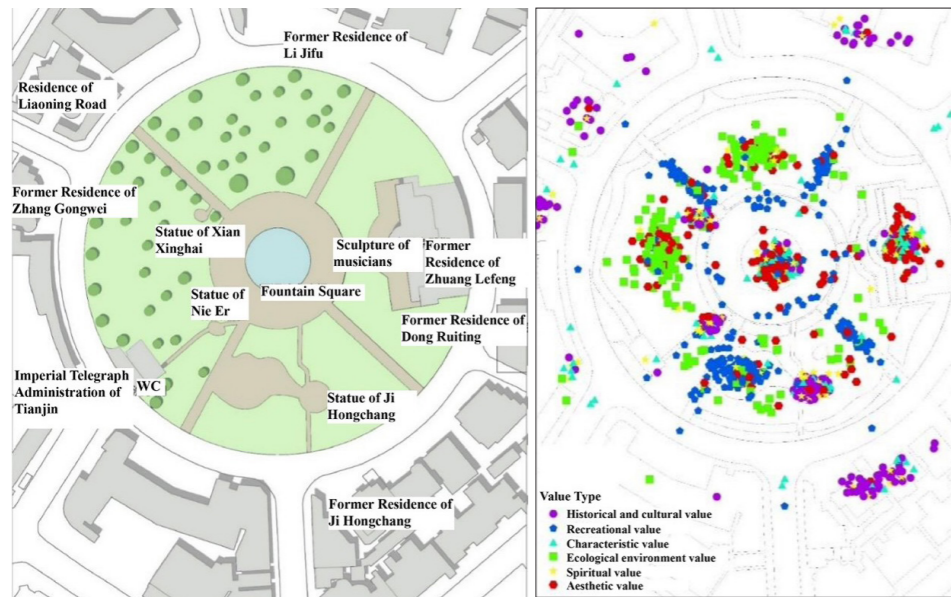 Former Residence of
Li Jifu
Residence of
Liaoning Road
Former Residence of
Zhang Gongwei
Statue of Xian
Xinghai
Sculpture of
musicians
Former
Residence of
Zhuang Lefeng
Statue of
Nie Er
Fountain Square
Former Residence of
Dong Ruiting
Imperial Telegraph
Administration of
Tianjin
WC
Statue of Ji
Hongchang
Former Residence of
Ji Hongchang
Value Type
Historical and cultural value
Recreational value
Characteristic value
Ecological environment value
Spiritual value
Aesthetic value